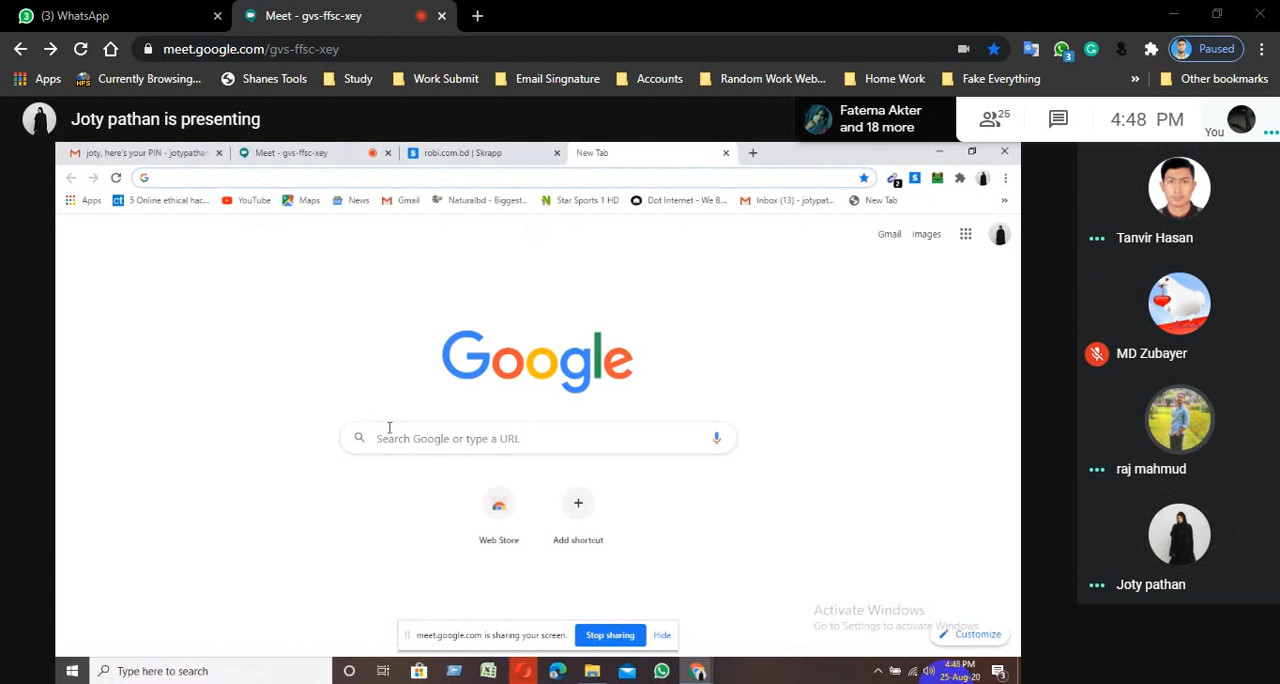 (3) WhatsApp
Meet - gvs-ffsc-xey
meet.google.com/gvs-ffsc-xey
3
Paused
Apps Currently Browsing... Shanes Tools Study Work Submit Email Singnature Accounts Random Work Web... Home Work Fake Everything » Other bookmarks
Joty pathan is presenting
Fatema Akter
and 18 more
25
4:48 PM
You
joty, here's your PIN - jotypatha
Meet - gvs-ffsc-xey
robi.com.bd | Skrapp
New Tab
2
Apps 5 Online ethical hac... YouTube Maps News Gmail Naturalbd - Biggest... Star Sports 1 HD Dot Internet - We B... Inbox (13) - jotypat... New Tab »
Gmail Images
Google
Search Google or type a URL
Web Store
Add shortcut
Activate Windows
Go to Settings to activate Windows.
Customize
meet.google.com is sharing your screen. Stop sharing Hide
Type here to search
4:48 PM
25-Aug-20
3
Tanvir Hasan
MD Zubayer
raj mahmud
Joty pathan